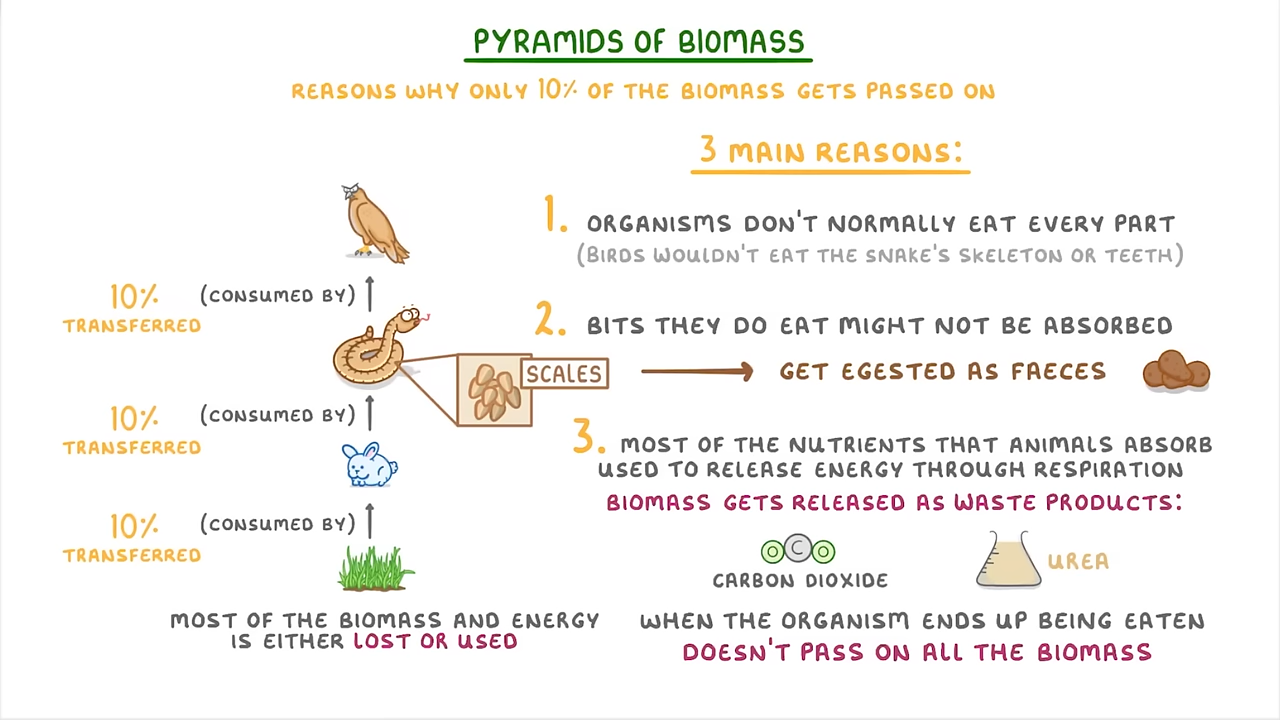 PYRAMIDS OF BIOMASS
REASONS WHY ONLY 10% OF THE BIOMASS GETS PASSED ON
3 MAIN REASONS:
1. ORGANISMS DON'T NORMALLY EAT EVERY PART
(BIRDS WOULDN'T EAT THE SNAKE'S SKELETON OR TEETH)
10% (CONSUMED BY)
TRANSFERRED
2. BITS THEY DO EAT MIGHT NOT BE ABSORBED
SCALES
GET EGESTED AS FAECES
10% (CONSUMED BY)
TRANSFERRED
3. MOST OF THE NUTRIENTS THAT ANIMALS ABSORB
USED TO RELEASE ENERGY THROUGH RESPIRATION
BIOMASS GETS RELEASED AS WASTE PRODUCTS:
10% (CONSUMED BY)
TRANSFERRED
O C O
CARBON DIOXIDE
UREA
MOST OF THE BIOMASS AND ENERGY
IS EITHER LOST OR USED
WHEN THE ORGANISM ENDS UP BEING EATEN
DOESN'T PASS ON ALL THE BIOMASS